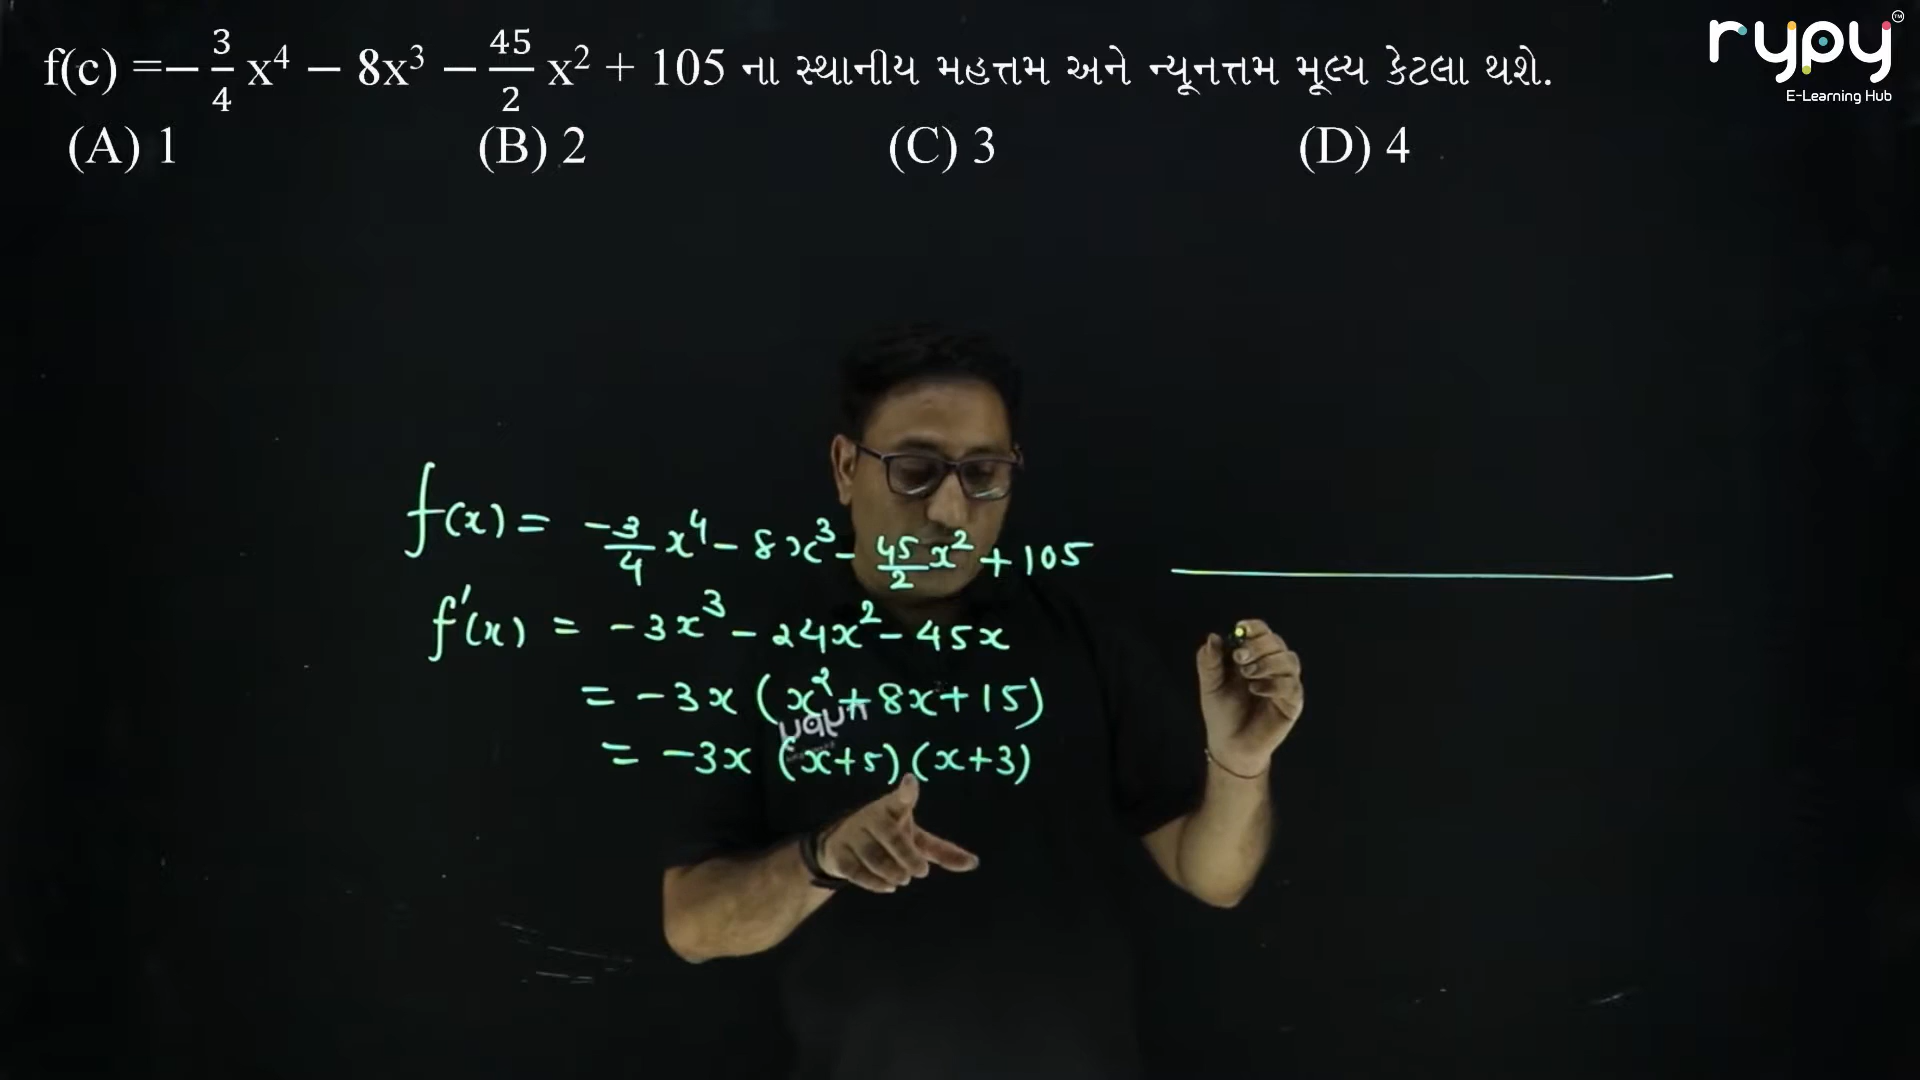 f(c) =− 3/4 x⁴ − 8x³ − 45/2 x² + 105 ના સ્થાનીય મહત્તમ અને ન્યૂનત્તમ મૂલ્ય કેટલા થશે.
(A) 1 (B) 2 (C) 3 (D) 4
rypy™
E-Learning Hub
f(x) = -3/4 x⁴ - 8x³ - 45/2 x² + 105
f'(x) = -3x³ - 24x² - 45x
= -3x (x² + 8x + 15)
= -3x (x+5) (x+3)